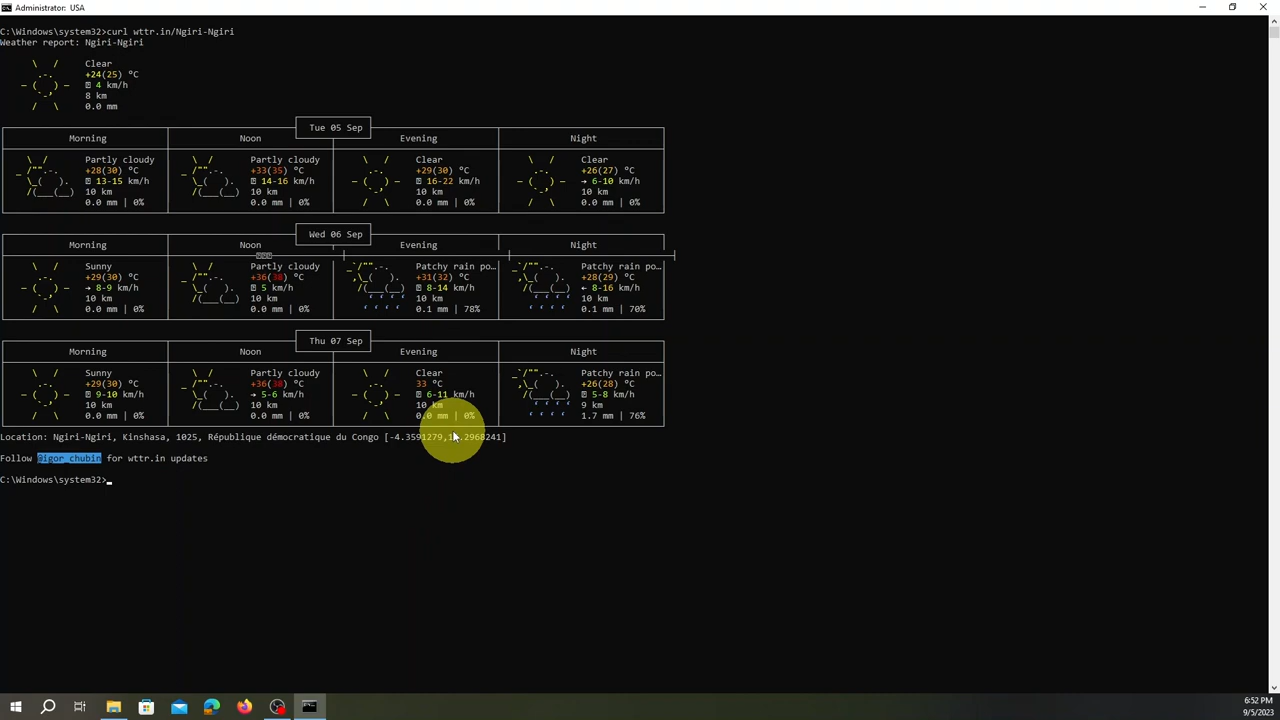 Administrator: USA
C:\Windows\system32>curl wttr.in/Ngiri-Ngiri
Weather report: Ngiri-Ngiri
Clear
+24(25) °C
4 km/h
8 km
0.0 mm
Tue 05 Sep
Morning Noon Evening Night
Partly cloudy Partly cloudy Clear Clear
+28(30) °C +33(35) °C +29(30) °C +26(27) °C
13-15 km/h 14-16 km/h 16-22 km/h → 6-10 km/h
10 km 10 km 10 km 10 km
0.0 mm | 0% 0.0 mm | 0% 0.0 mm | 0% 0.0 mm | 0%
Wed 06 Sep
Morning Noon Evening Night
Sunny Partly cloudy Patchy rain po… Patchy rain po…
+29(30) °C +36(38) °C +31(32) °C +28(29) °C
→ 8-9 km/h 5 km/h 8-14 km/h ← 8-16 km/h
10 km 10 km 10 km 10 km
0.0 mm | 0% 0.0 mm | 0% 0.1 mm | 78% 0.1 mm | 70%
Thu 07 Sep
Morning Noon Evening Night
Sunny Partly cloudy Clear Patchy rain po…
+29(30) °C +36(38) °C 33 °C +26(28) °C
9-10 km/h → 5-6 km/h 6-11 km/h 5-8 km/h
10 km 10 km 10 km 9 km
0.0 mm | 0% 0.0 mm | 0% 0.0 mm | 0% 1.7 mm | 76%
Location: Ngiri-Ngiri, Kinshasa, 1025, République démocratique du Congo
Follow @igor_chubin for wttr.in updates
C:\Windows\system32>
6:52 PM
9/5/2023